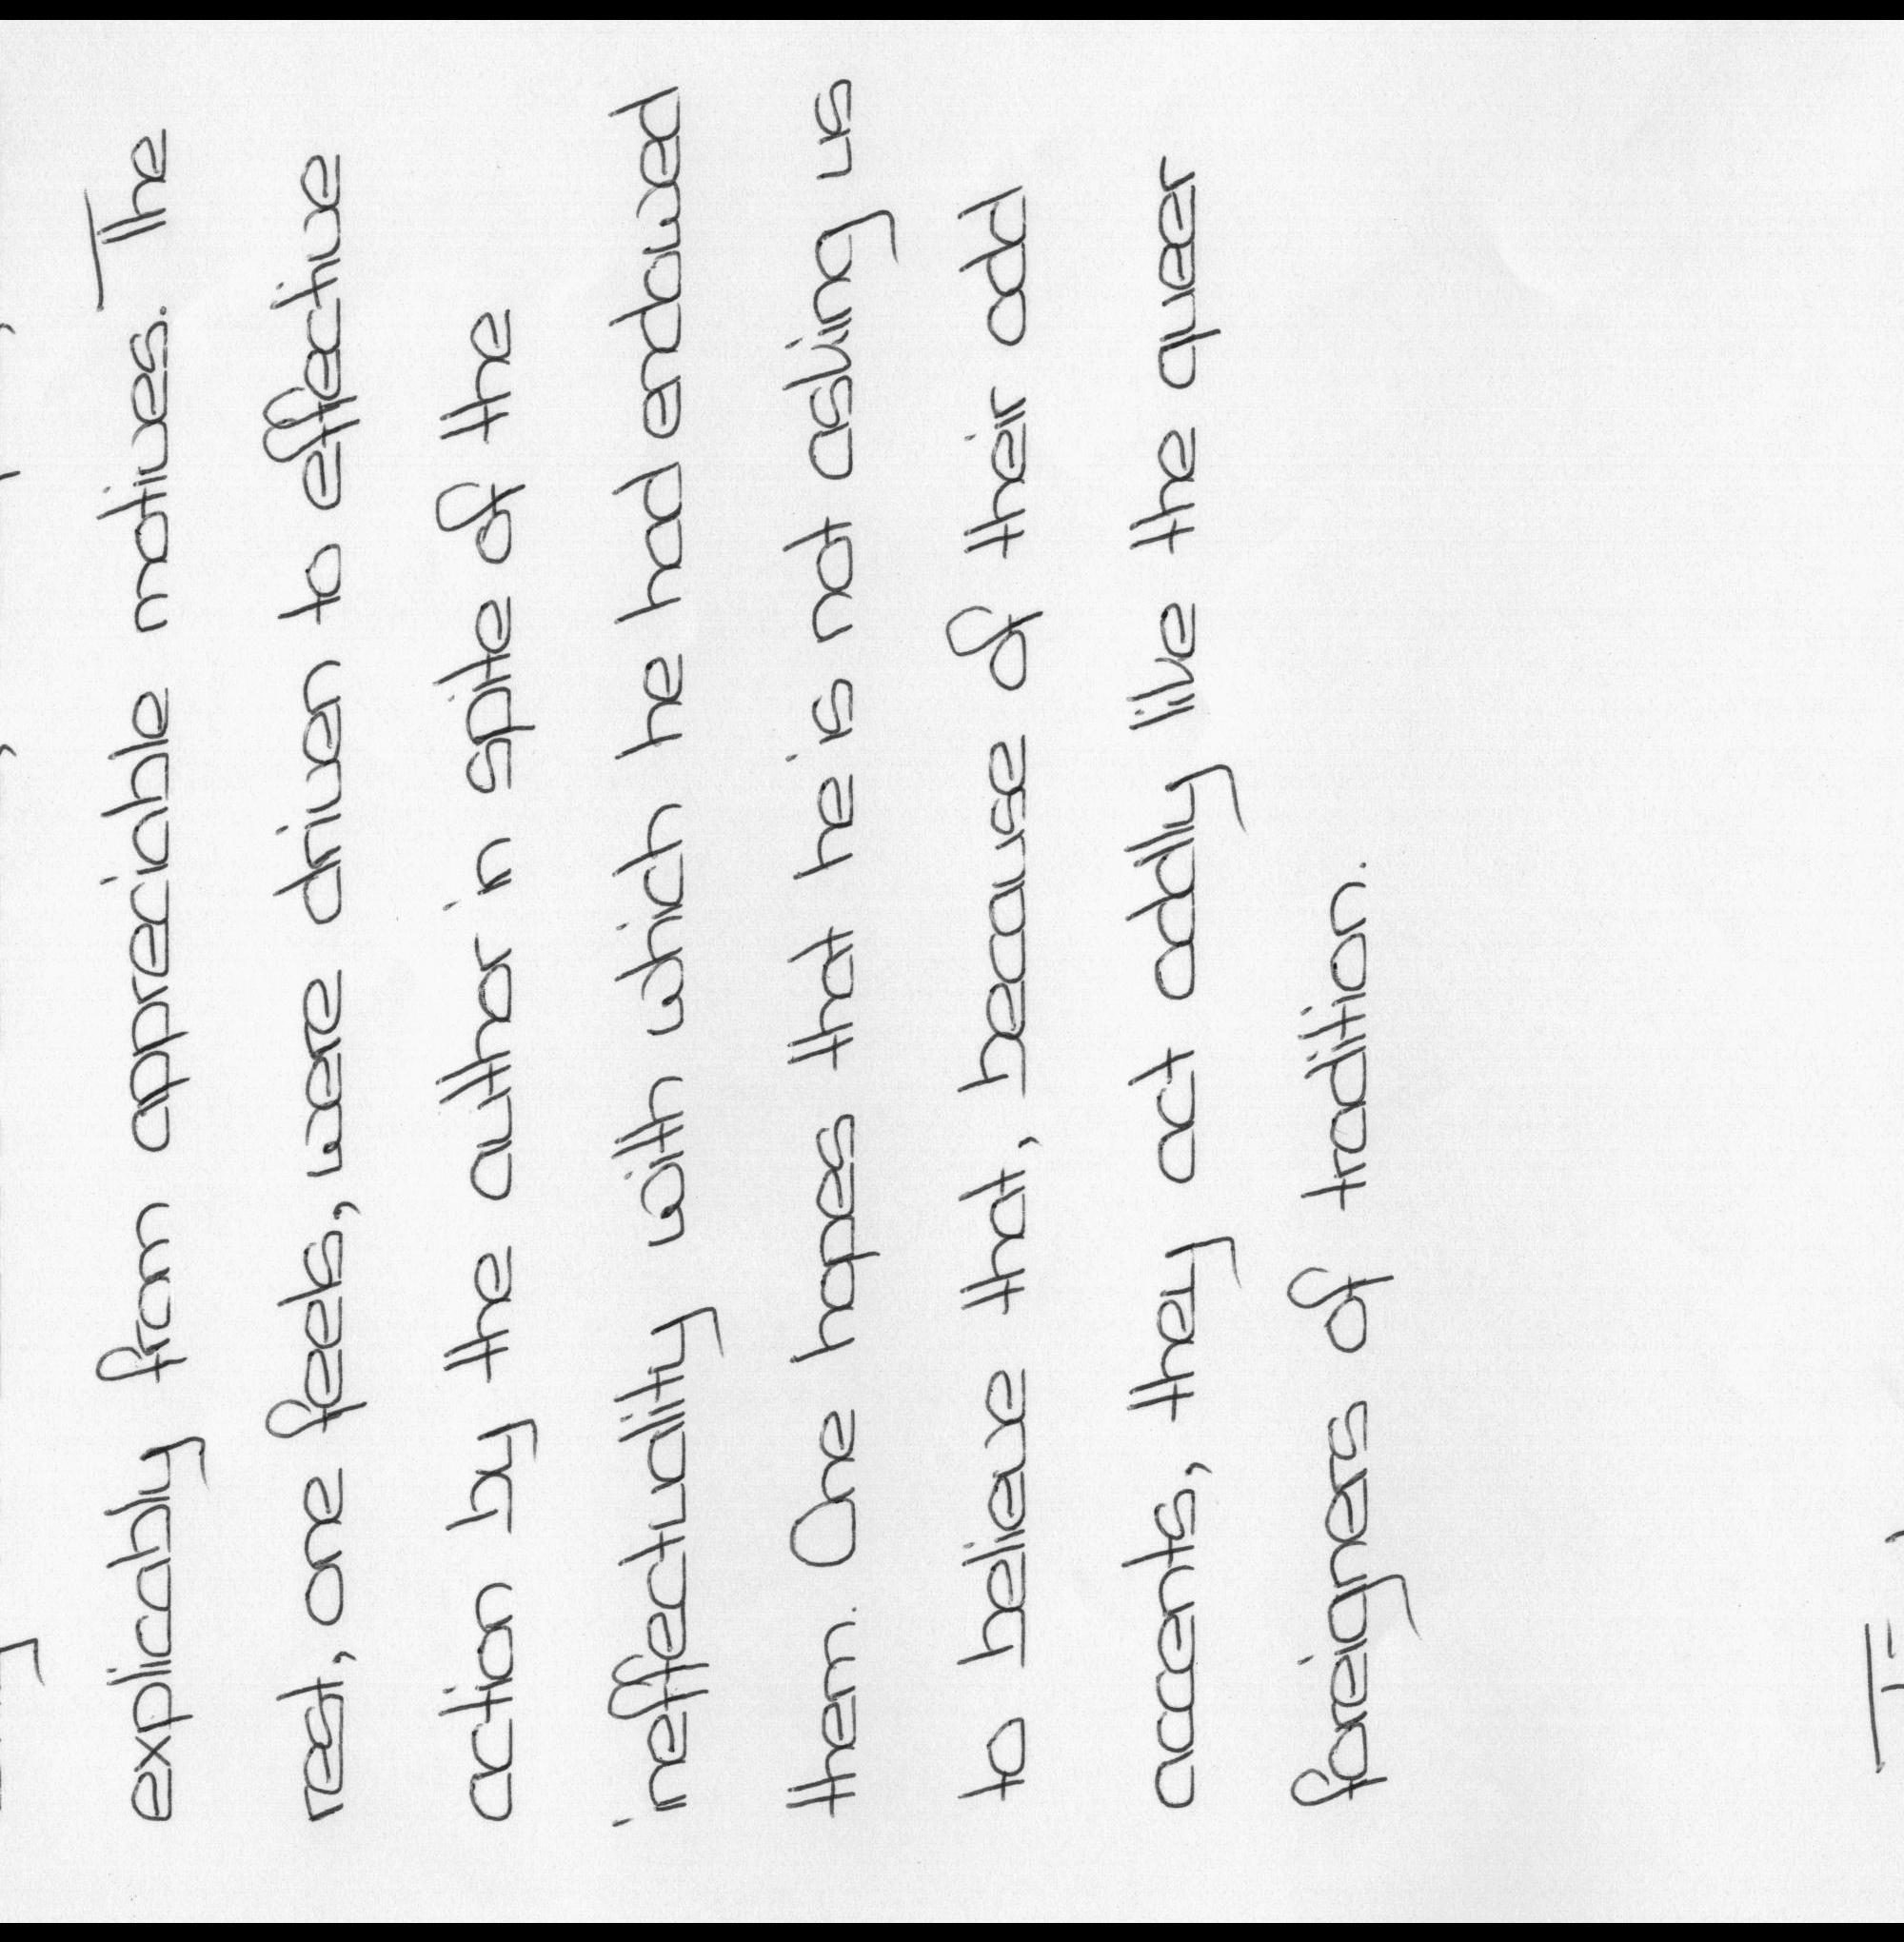 explicably from appreciable motives. The
rest, one feels, were driven to effective
action by the author in spite of the
ineffectuality with which he had endowed
them. One hopes that he is not asking us
to believe that, because of their odd
accents, they act oddly like the queer
foreigners of tradition.